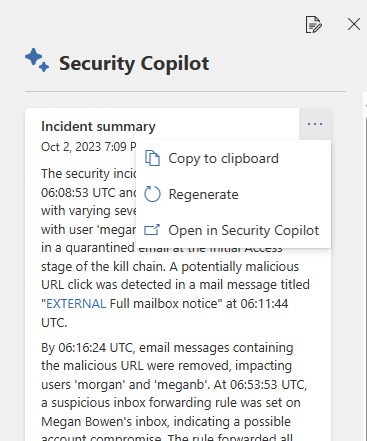 Security Copilot
Incident summary
Oct 2, 2023 7:09 P
Copy to clipboard
Regenerate
Open in Security Copilot
The security inci
06:08:53 UTC and
with varying seve
with user 'megan
in a quarantined email at the Initial Access
stage of the kill chain. A potentially malicious
URL click was detected in a mail message titled
"EXTERNAL Full mailbox notice" at 06:11:44
UTC.
By 06:16:24 UTC, email messages containing
the malicious URL were removed, impacting
users 'morgan' and 'meganb'. At 06:53:53 UTC,
a suspicious inbox forwarding rule was set on
Megan Bowen's inbox, indicating a possible
account compromise. The rule forwarded all